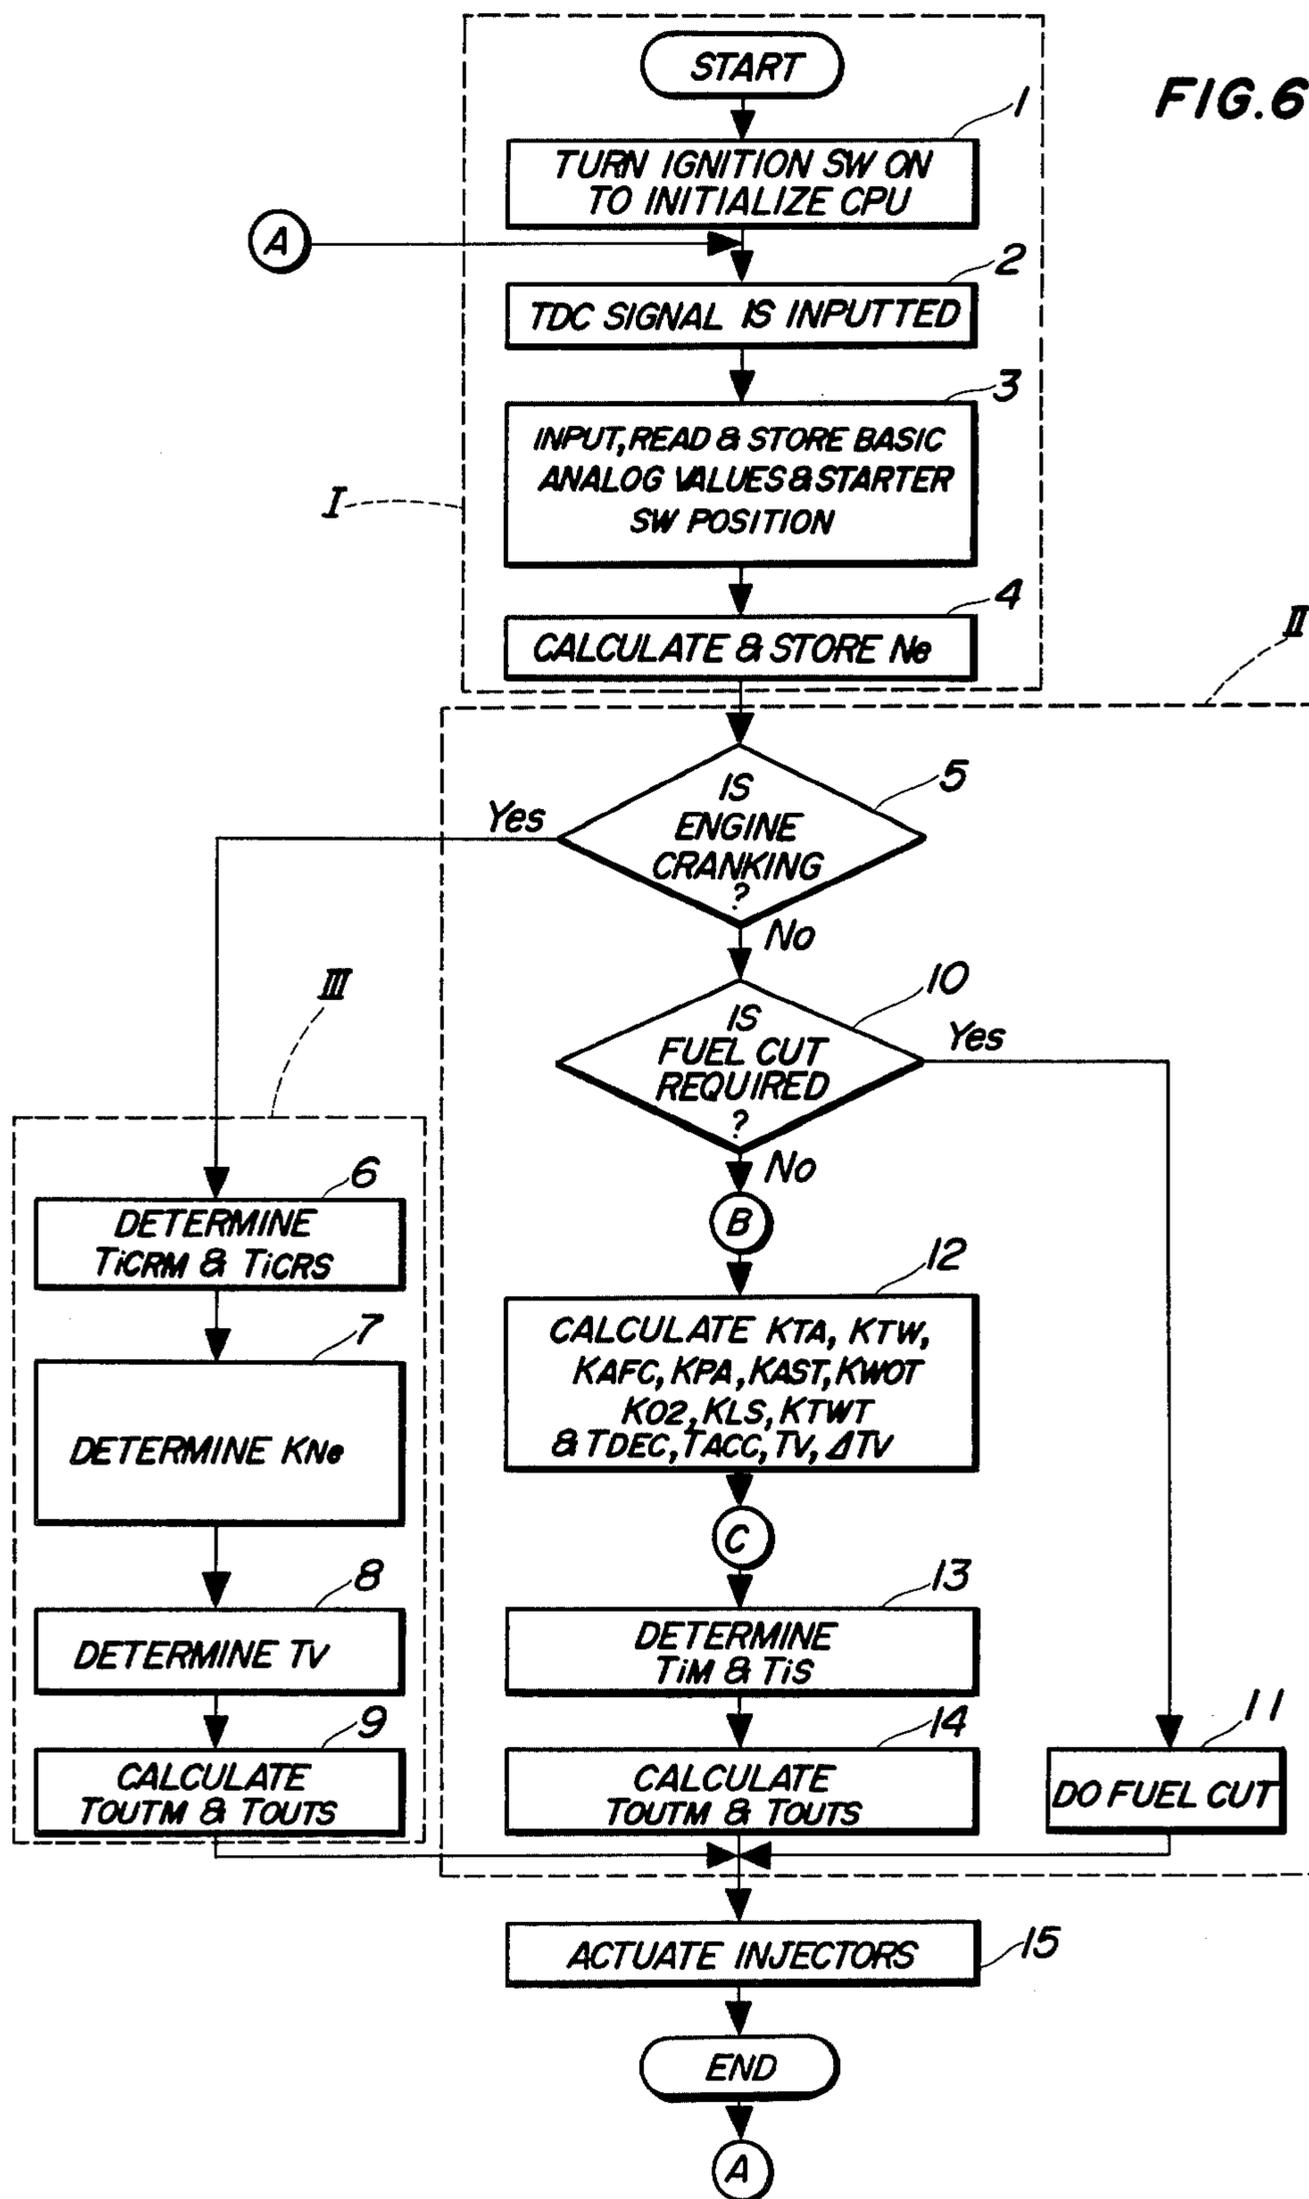 FIG.6
START
1
TURN IGNITION SW ON
TO INITIALIZE CPU
A
2
TDC SIGNAL IS INPUTTED
3
INPUT, READ & STORE BASIC
ANALOG VALUES & STARTER
SW POSITION
I
4
CALCULATE & STORE Ne
II
5
IS
ENGINE
CRANKING
?
Yes
No
10
IS
FUEL CUT
REQUIRED
?
Yes
No
III
B
6
DETERMINE
TiCRM & TiCRS
12
CALCULATE KTA, KTW,
KAFC, KPA, KAST, KWOT
KO2, KLS, KTWT
& TDEC, TACC, TV, ΔTV
7
DETERMINE KNe
C
8
DETERMINE TV
13
DETERMINE
TiM & TiS
9
CALCULATE
TOUTM & TOUTS
14
CALCULATE
TOUTM & TOUTS
11
DO FUEL CUT
15
ACTUATE INJECTORS
END
A